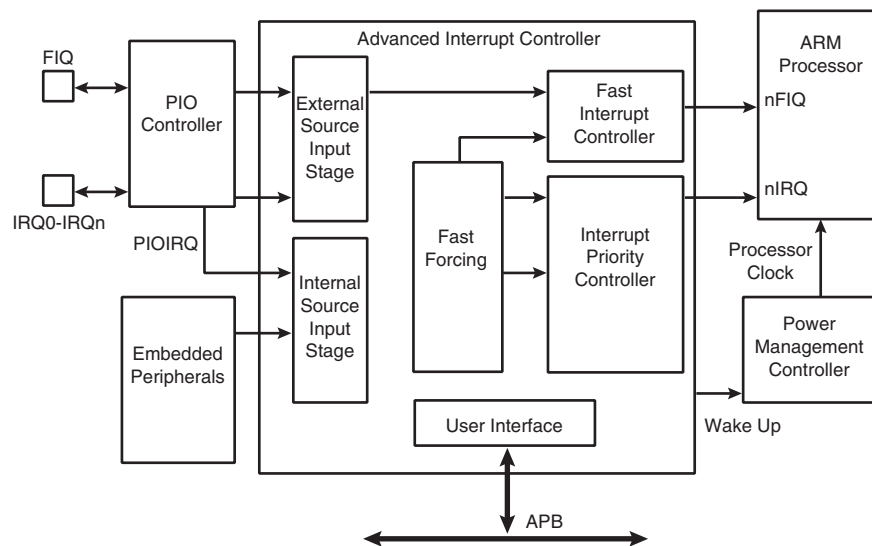 Advanced Interrupt Controller
FIQ
PIO
Controller
IRQ0-IRQn
PIOIRQ
Embedded
Peripherals
External
Source
Input
Stage
Internal
Source
Input
Stage
Fast
Forcing
Fast
Interrupt
Controller
Interrupt
Priority
Controller
User Interface
APB
ARM
Processor
nFIQ
nIRQ
Processor
Clock
Power
Management
Controller
Wake Up